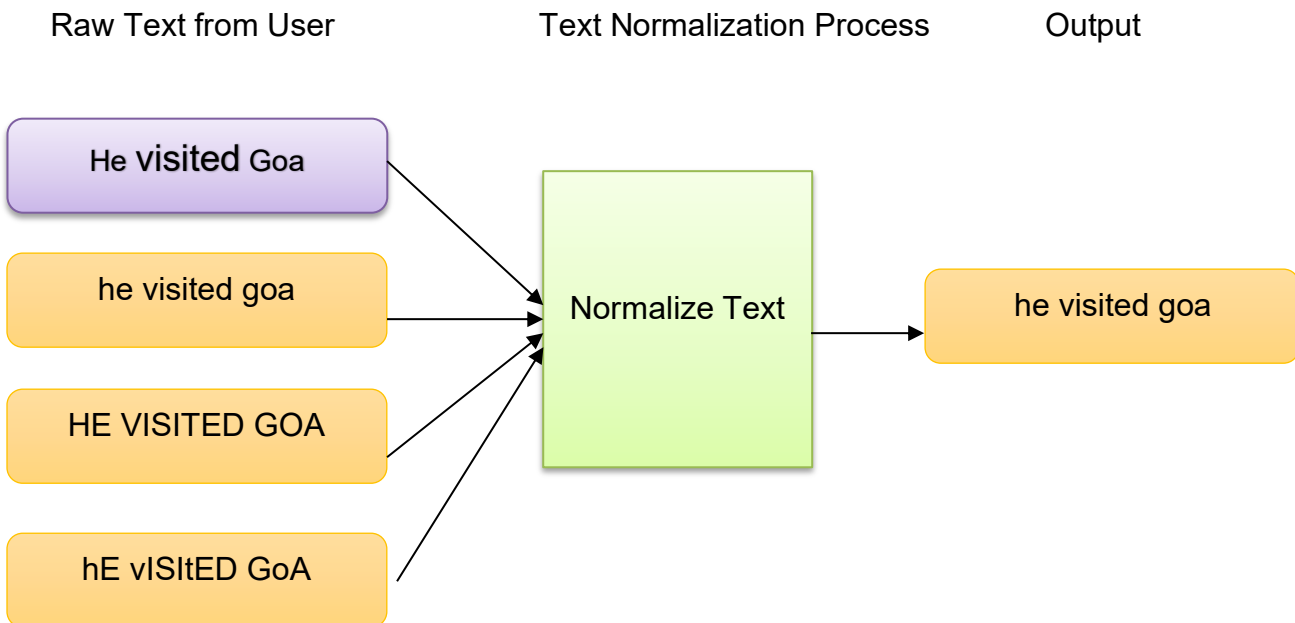 Raw Text from User
Text Normalization Process
Output
He visited Goa
he visited goa
HE VISITED GOA
hE vISItED GoA
Normalize Text
he visited goa